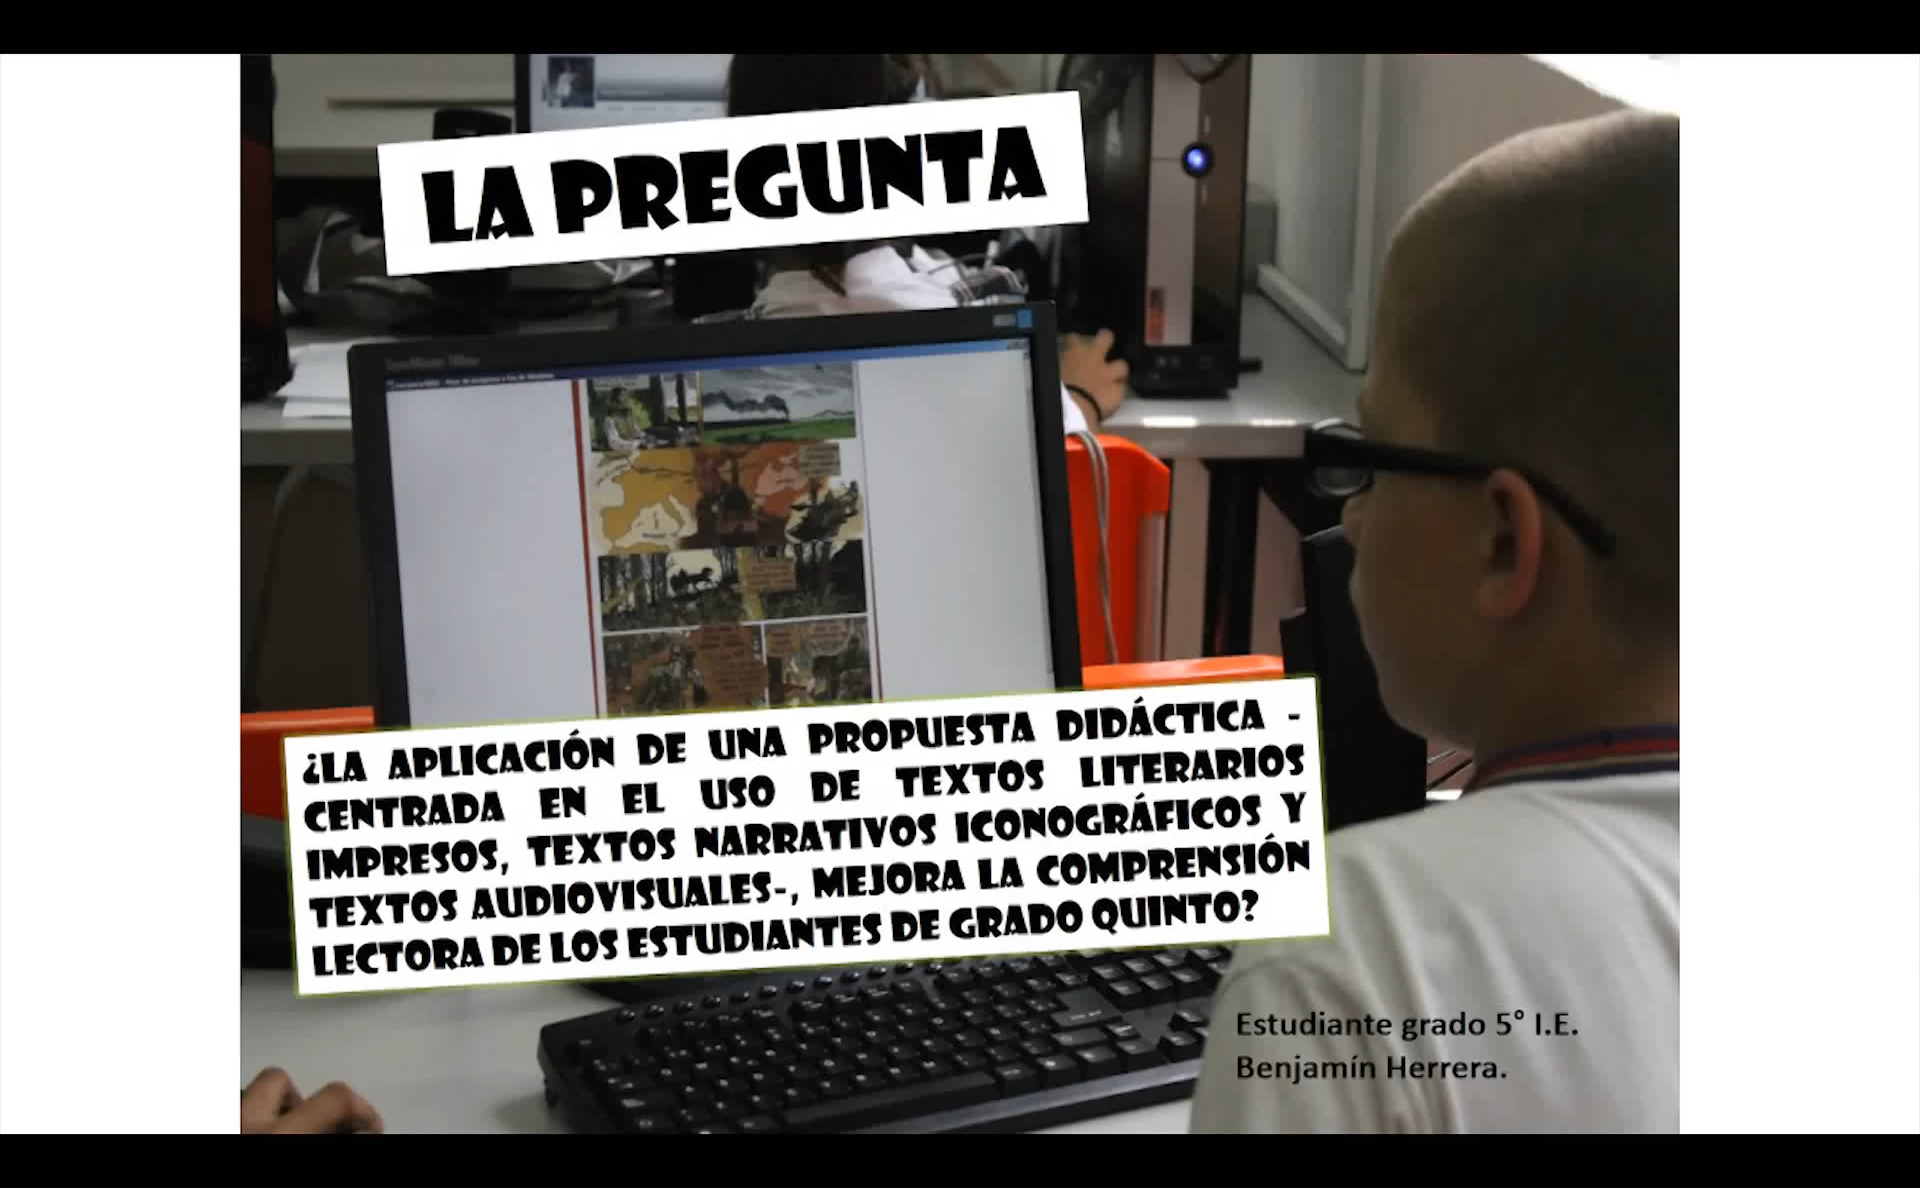 LA PREGUNTA
¿LA APLICACIÓN DE UNA PROPUESTA DIDÁCTICA -
CENTRADA EN EL USO DE TEXTOS LITERARIOS
IMPRESOS, TEXTOS NARRATIVOS ICONOGRÁFICOS Y
TEXTOS AUDIOVISUALES-, MEJORA LA COMPRENSIÓN
LECTORA DE LOS ESTUDIANTES DE GRADO QUINTO?
Estudiante grado 5° I.E.
Benjamín Herrera.